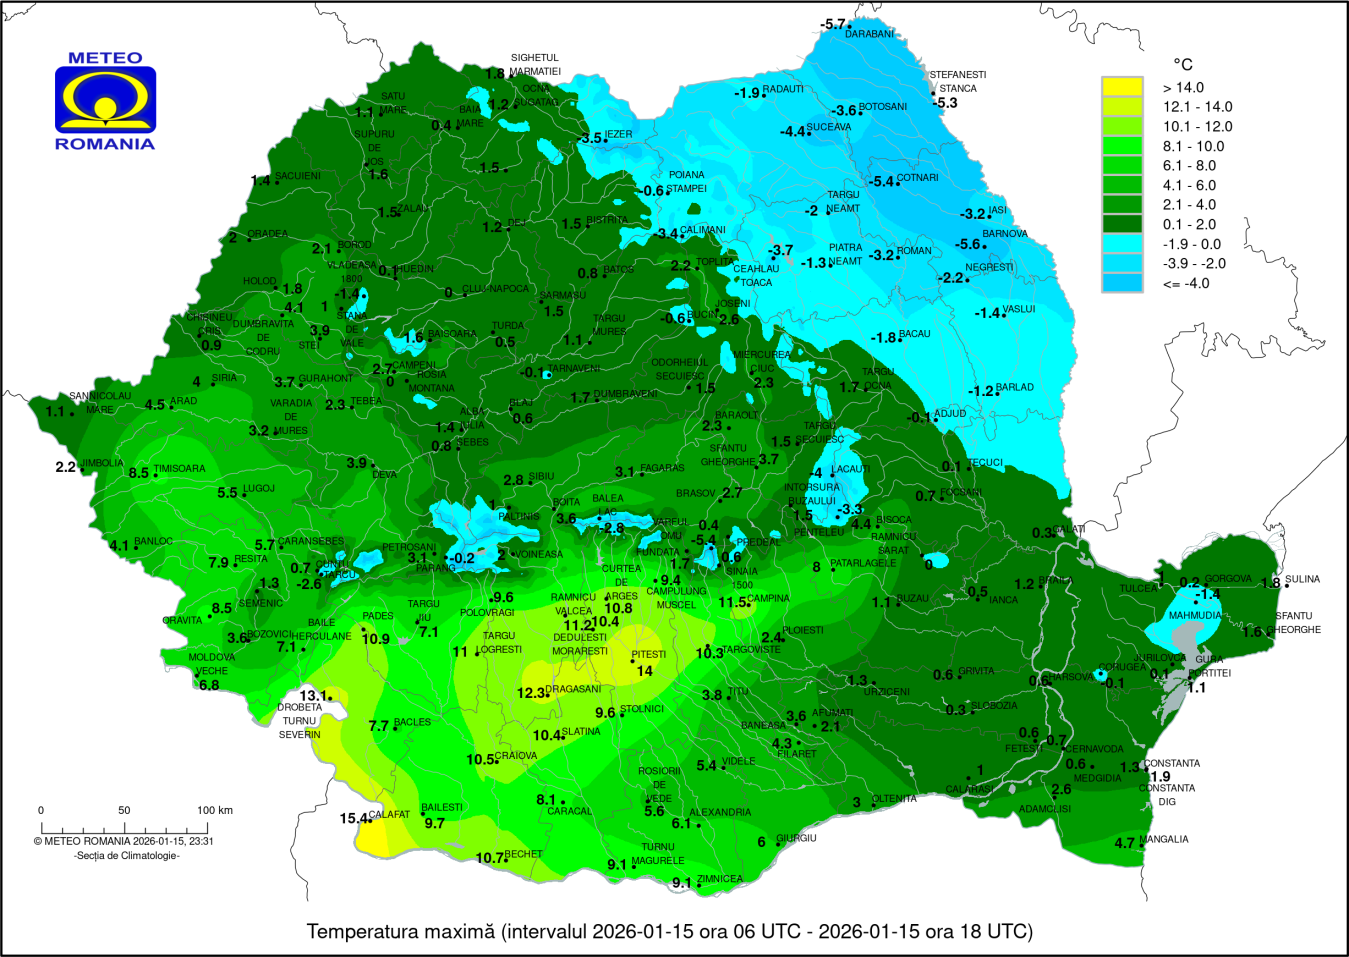 METEO
ROMANIA
°C
> 14.0
12.1 - 14.0
10.1 - 12.0
8.1 - 10.0
6.1 - 8.0
4.1 - 6.0
2.1 - 4.0
0.1 - 2.0
-1.9 - 0.0
-3.9 - -2.0
<= -4.0
-5.7 DARABANI
SIGHETUL
1.8 MARMATIEI
OCNA
1.2 SUGATAG
STEFANESTI
STANCA
-5.3
-1.9 RADAUTI
-3.6 BOTOSANI
-4.4 SUCEAVA
SATU
1.1 MARE
BAIA
0.4 MARE
-3.5 IEZER
SUPURU
DE
JOS
1.6
1.5
1.4 SACUIENI
POIANA
-0.6 STAMPEI
-5.4 COTNARI
TARGU
-2 NEAMT
-3.2 IASI
1.5 ZALAU
1.2 DEJ
1.5 BISTRITA
-3.4 CALIMANI
BARNOVA
-5.6
2 ORADEA
2.1 BOROD
-3.7
CEAHLAU
TOACA
PIATRA
-1.3 NEAMT
-3.2 ROMAN
NEGRESTI
-2.2
VLADEASA
1800
-1.4
0.1 HUEDIN
0.8 BATOS
2.2 TOPLITA
HOLOD 1.8
0 CLUJ-NAPOCA
SARMASU
1.5
JOSENI
2.6
-0.6 BUCIN
-1.4 VASLUI
4.1
DUMBRAVITA
DE
CODRU
1
STANA
DE
VALE
CHISINEU
CRIS
0.9
3.9
STEI
1.6 BAISOARA
TURDA
0.5
TARGU
MURES
1.1
-1.8 BACAU
MIERCUREA
CIUC
2.3
ODORHEIUL
SECUIESC
1.5
TARGU
1.7 OCNA
4 SIRIA
3.7 GURAHONT
2.7 CAMPENI
0 ROSIA
MONTANA
-0.1 TARNAVENI
1.7 DUMBRAVENI
-1.2 BARLAD
SANNICOLAU
1.1 MARE
4.5 ARAD
2.3 TEBEA
BLAJ
0.6
-0.1 ADJUD
VARADIA
DE
3.2 MURES
ALBA
1.4 IULIA
0.8 SEBES
BARAOLT
2.3
TARGU
1.5 SECUIESC
2.2 JIMBOLIA
8.5 TIMISOARA
3.9
DEVA
3.1 FAGARAS
SFANTU
GHEORGHE 3.7
-4 LACAUTI
0.1 TECUCI
5.5 LUGOJ
2.8 SIBIU
BRASOV 2.7
INTORSURA
BUZAULUI
1.5
-3.3
PENTELEU
0.7 FOCSANI
1
PALTINIS
BOITA
3.6
BALEA
LAC
-2.8
VARFUL
OMU
-5.4
0.4
PREDEAL
4.4 BISOCA
0.3 GALATI
4.1 BANLOC
5.7 CARANSEBES
7.9 RESITA
PETROSANI
3.1
PARANG
-0.2
2 VOINEASA
FUNDATA
1.7
0.6
SINAIA
1500
RAMNICU
SARAT
0
8 PATARLAGELE
0.7 CUNTU
TARCU
-2.6
1.3
SEMENIC
CURTEA
DE
ARGES
10.8
9.4
CAMPULUNG
MUSCEL
11.5 CAMPINA
1.1 BUZAU
0.5
IANCA
1.2 BRAILA
TULCEA 1
0.2 GORGOVA
1.8 SULINA
-1.4
MAHMUDIA
8.5
ORAVITA
9.6
POLOVRAGI
RAMNICU
VALCEA
11.2
10.4
DEDULESTI
MORARESTI
TARGU
JIU
7.1
PADES
10.9
BAILE
HERCULANE
7.1
3.6 BOZOVICI
SFANTU
1.6 GHEORGHE
TARGU
11 LOGRESTI
PITESTI
14
10.3 TARGOVISTE
2.4 PLOIESTI
MOLDOVA
VECHE
6.8
JURILOVCA
0.1
GURA
PORTITEI
1.1
CORUGEA
-0.1
13.1
DROBETA
TURNU
SEVERIN
12.3 DRAGASANI
3.8 TITU
1.3
URZICENI
0.6 GRIVITA
0.6 HARSOVA
9.6 STOLNICI
0.3 SLOBOZIA
7.7 BACLES
10.4 SLATINA
BANEASA 3.6
AFUMATI
2.1
4.3
FILARET
0.6
FETESTI
0.7
CERNAVODA
10.5 CRAIOVA
5.4 VIDELE
0.6
MEDGIDIA
1.3 CONSTANTA
1.9
CONSTANTA
DIG
1
CALARASI
2.6
ADAMCLISI
ROSIORII
DE
VEDE
5.6
8.1
CARACAL
BAILESTI
9.7
15.4 CALAFAT
3 OLTENITA
ALEXANDRIA
6.1
6 GIURGIU
4.7 MANGALIA
10.7 BECHET
TURNU
9.1 MAGURELE
9.1 ZIMNICEA
0 50 100 km
© METEO ROMANIA 2026-01-15, 23:31
-Secția de Climatologie-
Temperatura maximă (intervalul 2026-01-15 ora 06 UTC - 2026-01-15 ora 18 UTC)